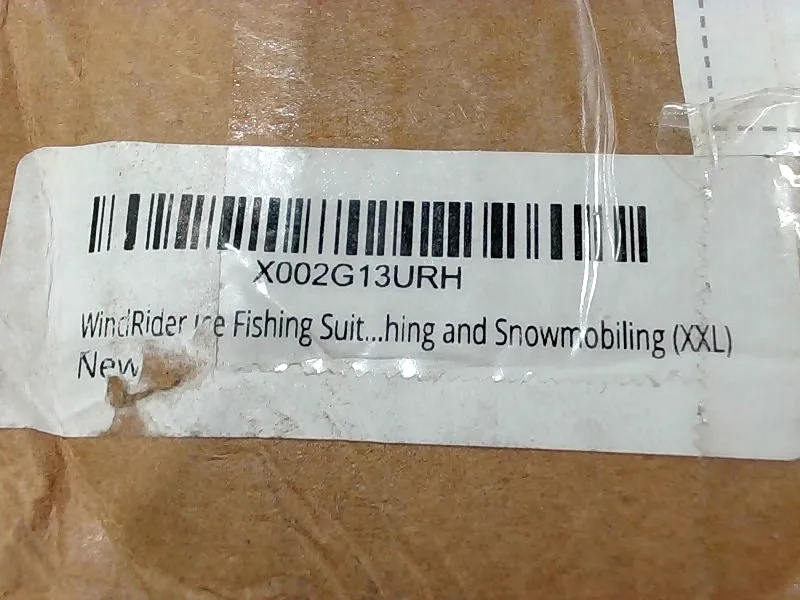 X002G13URH
WindRider Ice Fishing Suit...hing and Snowmobiling (XXL)
New